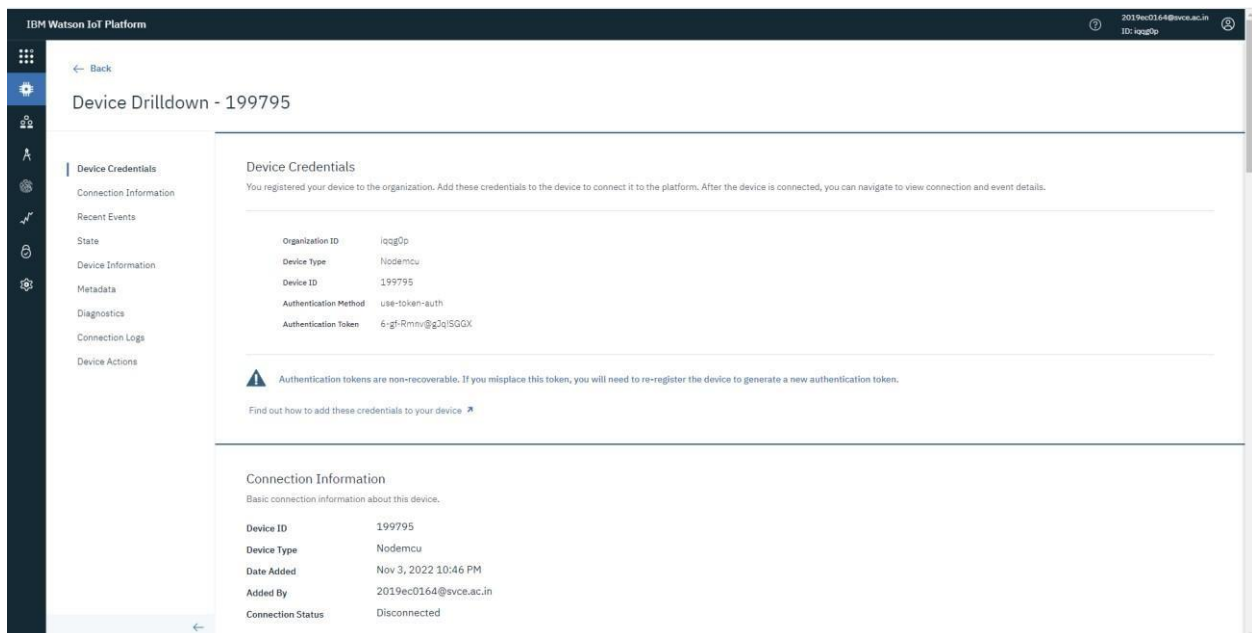 IBM Watson IoT Platform
2019ec0164@svce.ac.in
ID: iqqg0p
← Back
Device Drilldown - 199795
Device Credentials
Connection Information
Recent Events
State
Device Information
Metadata
Diagnostics
Connection Logs
Device Actions
Device Credentials
You registered your device to the organization. Add these credentials to the device to connect it to the platform. After the device is connected, you can navigate to view connection and event details.
Organization ID iqqg0p
Device Type Nodemcu
Device ID 199795
Authentication Method use-token-auth
Authentication Token
Authentication tokens are non-recoverable. If you misplace this token, you will need to re-register the device to generate a new authentication token.
Find out how to add these credentials to your device
Connection Information
Basic connection information about this device.
Device ID 199795
Device Type Nodemcu
Date Added Nov 3, 2022 10:46 PM
Added By 2019ec0164@svce.ac.in
Connection Status Disconnected